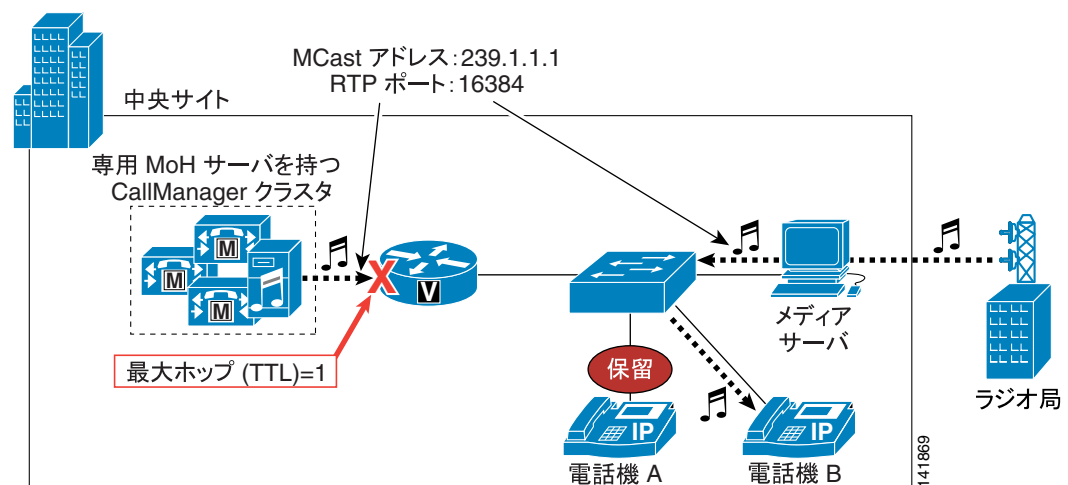 MCast アドレス：239.1.1.1
RTP ポート：16384
中央サイト
専用 MoH サーバを持つ
CallManager クラスタ
M
M
M
V
最大ホップ (TTL)=1
メディア
サーバ
保留
ラジオ局
IP
IP
電話機 A
電話機 B
141869